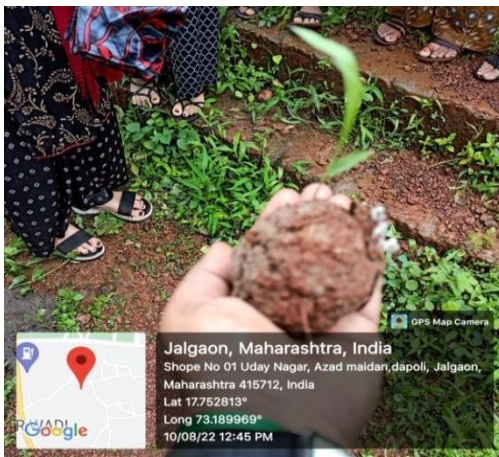 GPS Map Camera
Jalgaon, Maharashtra, India
Shope No 01 Uday Nagar, Azad maidan,dapoli, Jalgaon,
Maharashtra 415712, India
Lat 17.752813°
Long 73.189969°
10/08/22 12:45 PM
WADI
Google